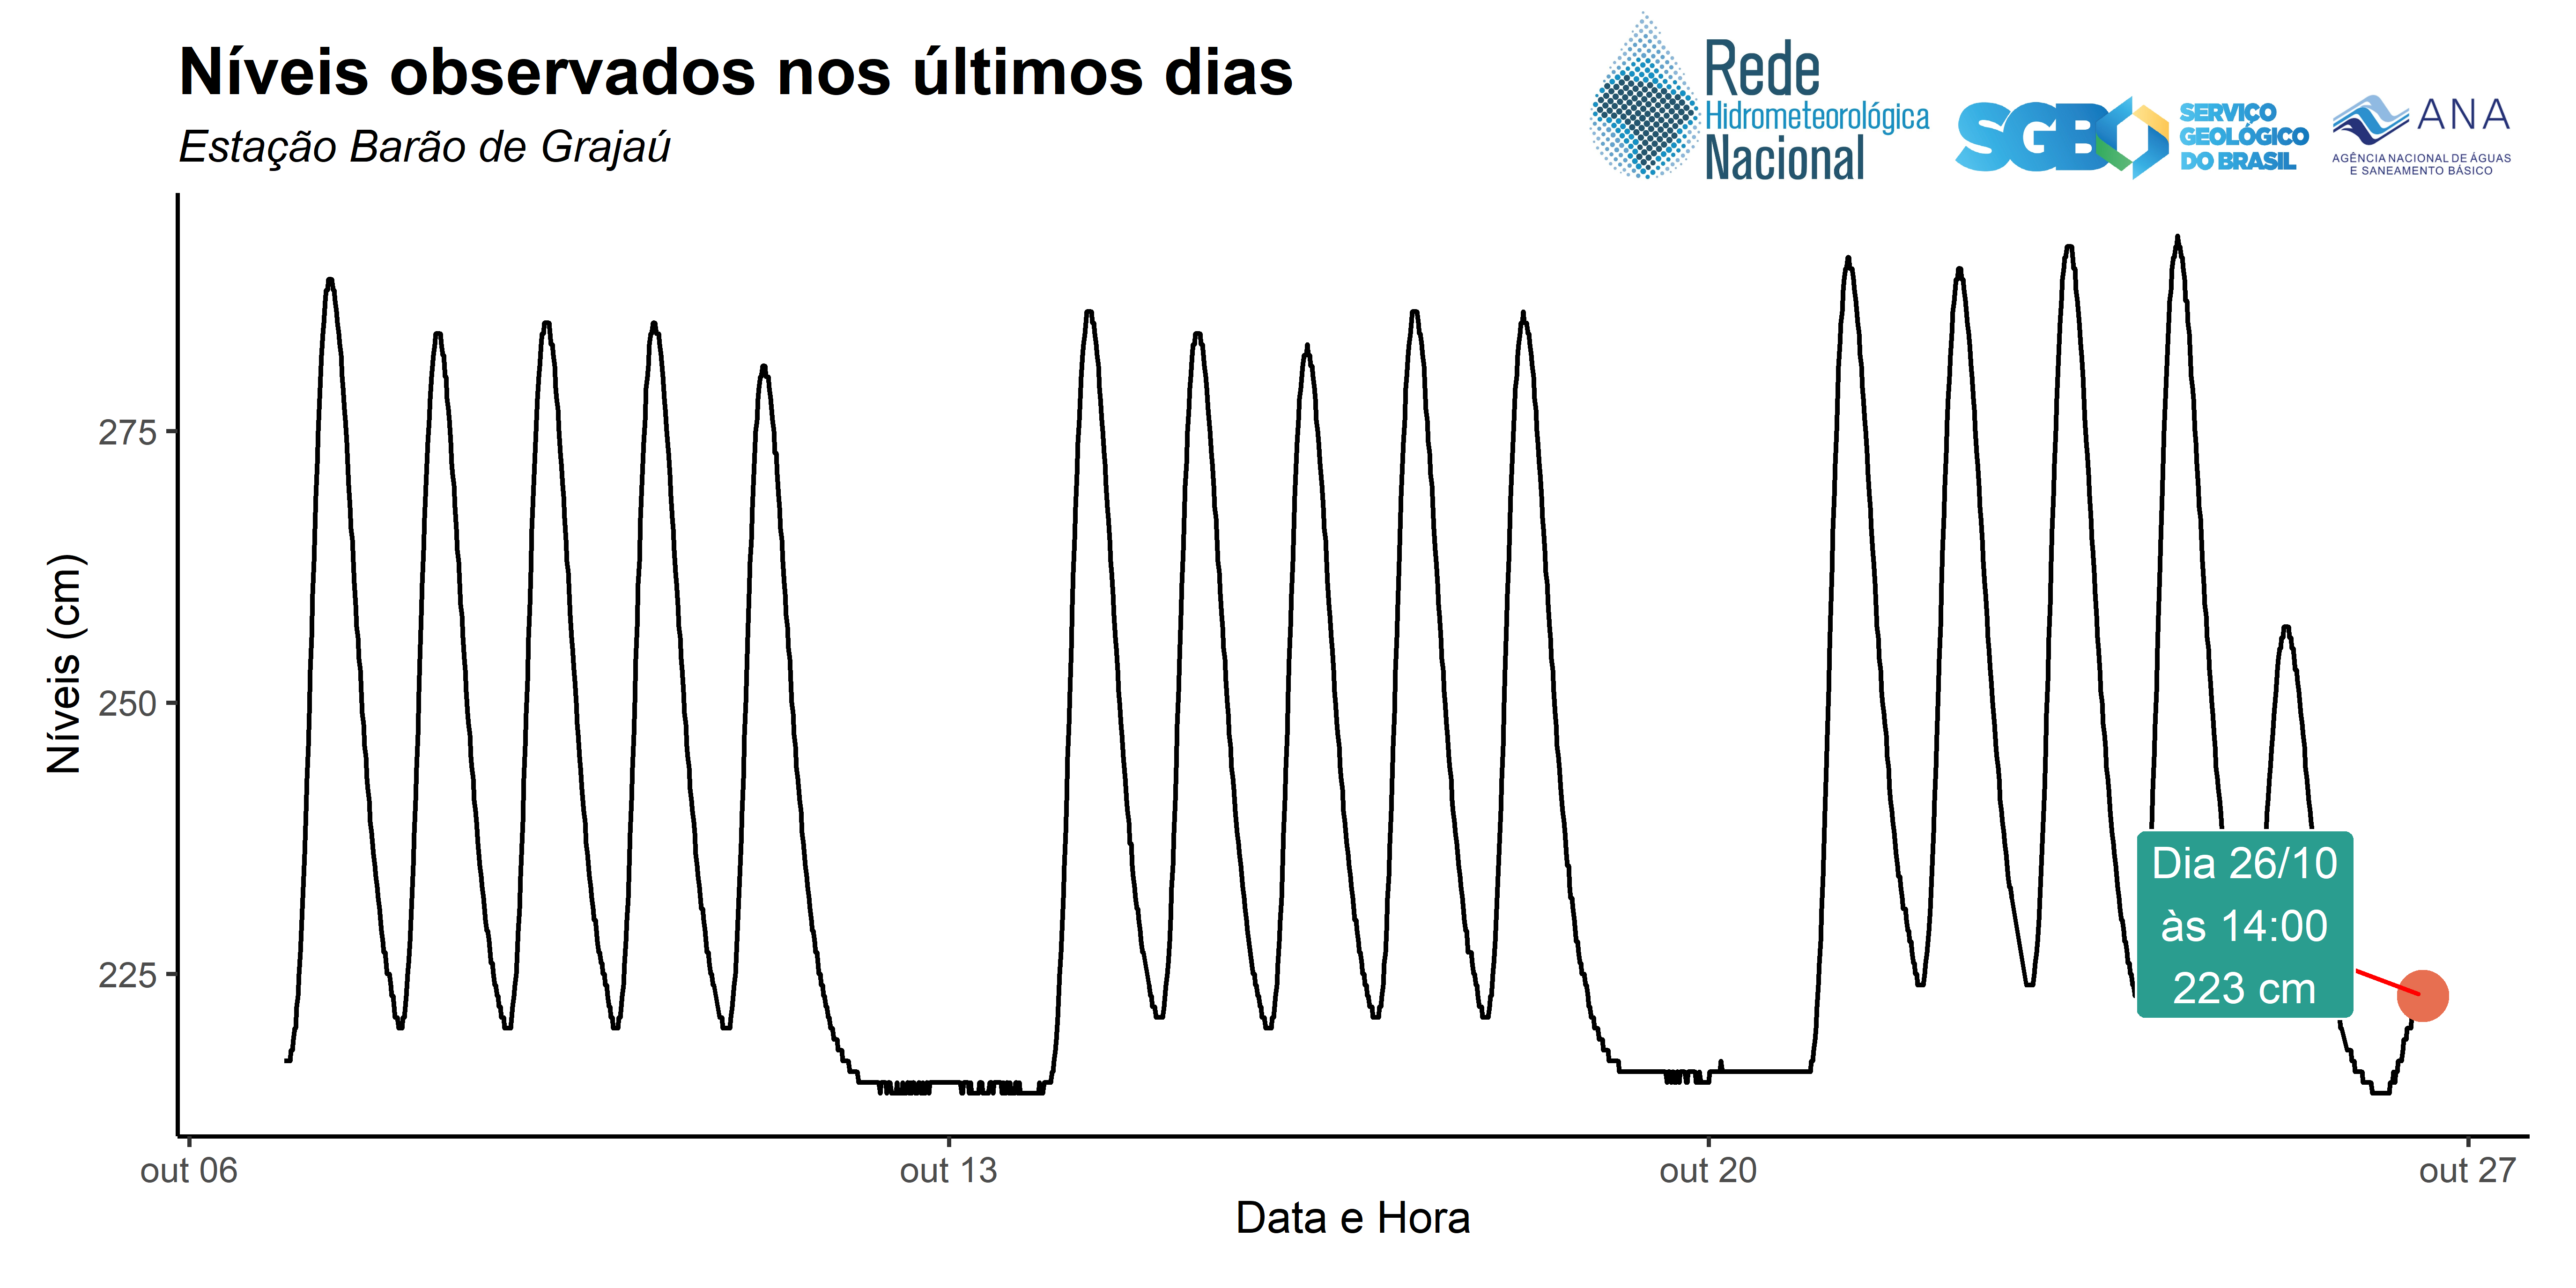 Níveis observados nos últimos dias
Estação Barão de Grajaú
Rede
Hidrometeorológica
Nacional
SGB
SERVIÇO
GEOLÓGICO
DO BRASIL
ANA
AGÊNCIA NACIONAL DE ÁGUAS
E SANEAMENTO BÁSICO
Níveis (cm)
275
250
225
Dia 26/10
às 14:00
223 cm
out 06
out 13
out 20
out 27
Data e Hora